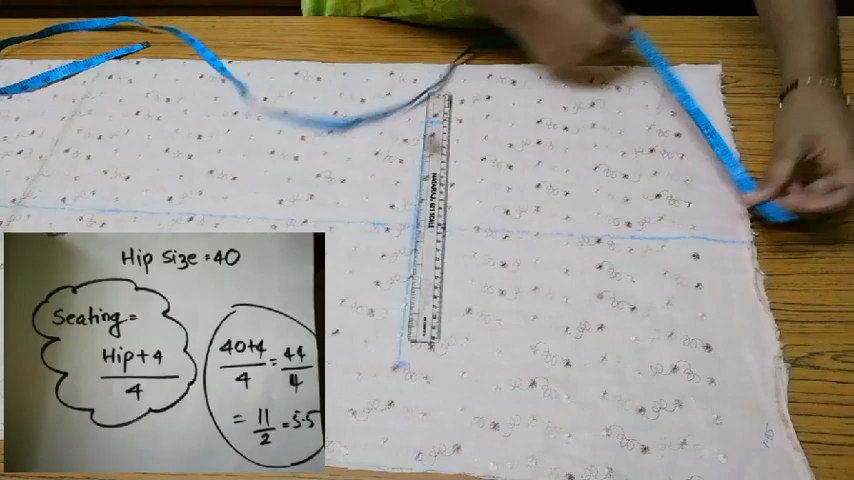 Hip Size = 40
Seating =
Hip+4
4
40+4
4
= 44
4
= 11
2
= 5.5